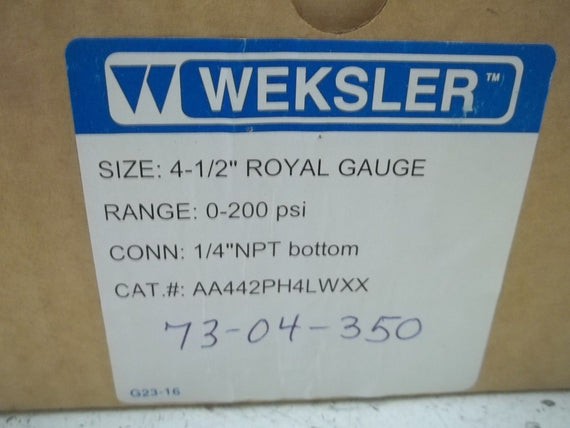 WEKSLER™
SIZE: 4-1/2" ROYAL GAUGE
RANGE: 0-200 psi
CONN: 1/4"NPT bottom
CAT.#: AA442PH4LWXX
73-04-350
G23-16